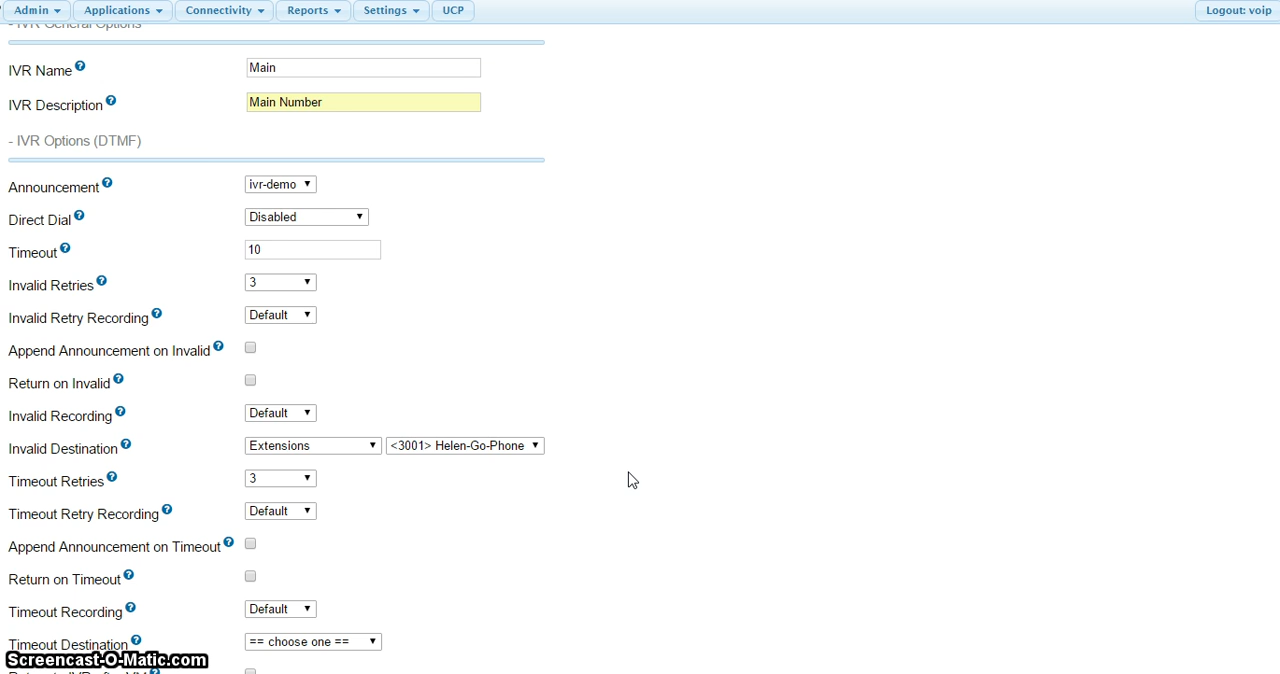 Admin Applications Connectivity Reports Settings UCP Logout: voip
- IVR General Options
IVR Name Main
IVR Description Main Number
- IVR Options (DTMF)
Announcement ivr-demo
Direct Dial Disabled
Timeout 10
Invalid Retries 3
Invalid Retry Recording Default
Append Announcement on Invalid
Return on Invalid
Invalid Recording Default
Invalid Destination Extensions <3001> Helen-Go-Phone
Timeout Retries 3
Timeout Retry Recording Default
Append Announcement on Timeout
Return on Timeout
Timeout Recording Default
Timeout Destination == choose one ==
Screencast-O-Matic.com